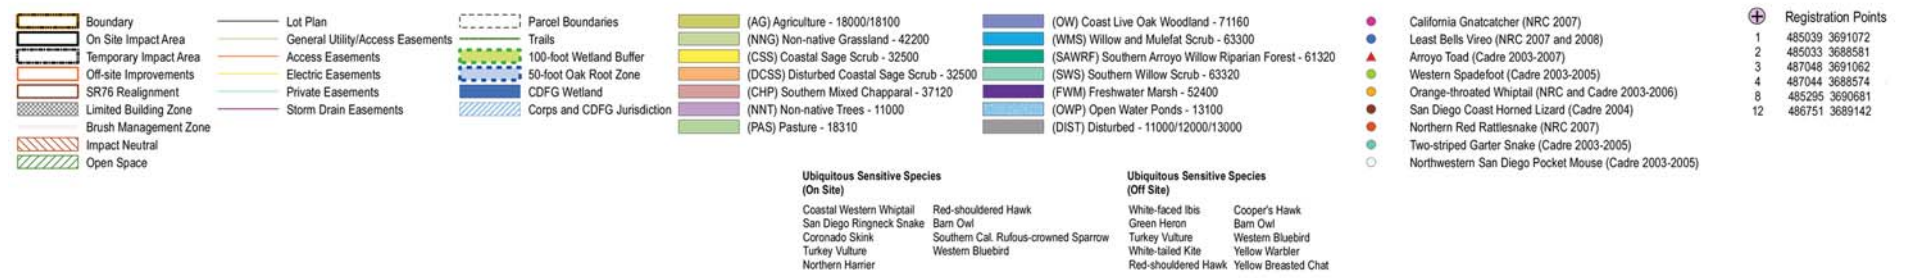 Boundary
On Site Impact Area
Temporary Impact Area
Off-site Improvements
SR76 Realignment
Limited Building Zone
Brush Management Zone
Impact Neutral
Open Space
Lot Plan
General Utility/Access Easements
Access Easements
Electric Easements
Private Easements
Storm Drain Easements
Parcel Boundaries
Trails
100-foot Wetland Buffer
50-foot Oak Root Zone
CDFG Wetland
Corps and CDFG Jurisdiction
(AG) Agriculture - 18000/18100
(NNG) Non-native Grassland - 42200
(CSS) Coastal Sage Scrub - 32500
(DCSS) Disturbed Coastal Sage Scrub - 32500
(CHP) Southern Mixed Chapparal - 37120
(NNT) Non-native Trees - 11000
(PAS) Pasture - 18310
(OW) Coast Live Oak Woodland - 71160
(WMS) Willow and Mulefat Scrub - 63300
(SAWRF) Southern Arroyo Willow Riparian Forest - 61320
(SWS) Southern Willow Scrub - 63320
(FWM) Freshwater Marsh - 52400
(OWP) Open Water Ponds - 13100
(DIST) Disturbed - 11000/12000/13000
California Gnatcatcher (NRC 2007)
Least Bells Vireo (NRC 2007 and 2008)
Arroyo Toad (Cadre 2003-2007)
Western Spadefoot (Cadre 2003-2005)
Orange-throated Whiptail (NRC and Cadre 2003-2006)
San Diego Coast Horned Lizard (Cadre 2004)
Northern Red Rattlesnake (NRC 2007)
Two-striped Garter Snake (Cadre 2003-2005)
Northwestern San Diego Pocket Mouse (Cadre 2003-2005)
Registration Points
1 485039 3691072
2 485033 3688581
3 487048 3691062
4 487044 3688574
8 485295 3690681
12 486751 3689142
Ubiquitous Sensitive Species
(On Site)
Coastal Western Whiptail
San Diego Ringneck Snake
Coronado Skink
Turkey Vulture
Northern Harrier
Red-shouldered Hawk
Barn Owl
Southern Cal. Rufous-crowned Sparrow
Western Bluebird
Ubiquitous Sensitive Species
(Off Site)
White-faced Ibis
Green Heron
Turkey Vulture
White-tailed Kite
Red-shouldered Hawk
Cooper's Hawk
Barn Owl
Western Bluebird
Yellow Warbler
Yellow Breasted Chat